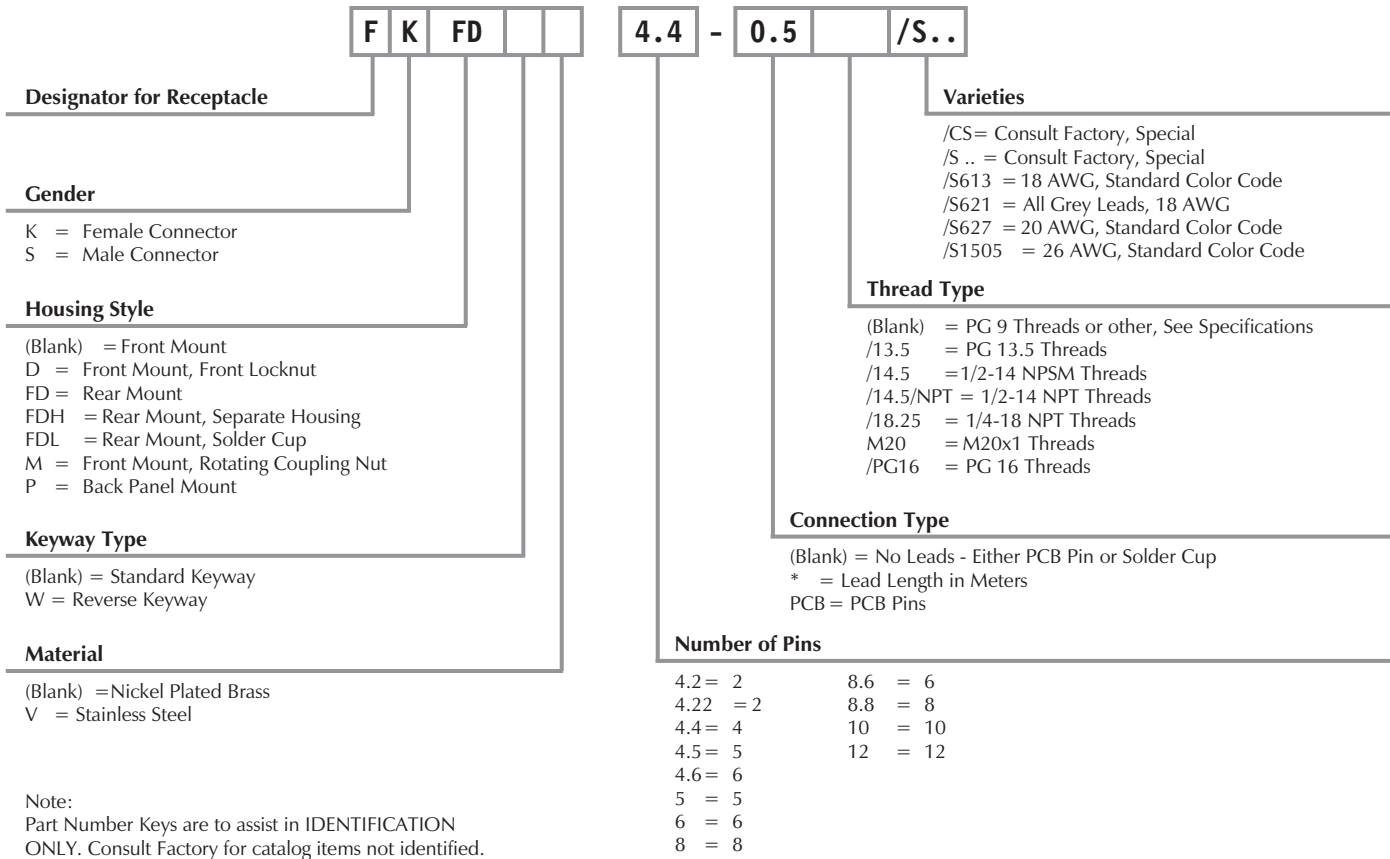 F K FD 4.4 - 0.5 /S..
Designator for Receptacle
Gender
K = Female Connector
S = Male Connector
Housing Style
(Blank) = Front Mount
D = Front Mount, Front Locknut
FD = Rear Mount
FDH = Rear Mount, Separate Housing
FDL = Rear Mount, Solder Cup
M = Front Mount, Rotating Coupling Nut
P = Back Panel Mount
Keyway Type
(Blank) = Standard Keyway
W = Reverse Keyway
Material
(Blank) =Nickel Plated Brass
V = Stainless Steel
Note:
Part Number Keys are to assist in IDENTIFICATION
ONLY. Consult Factory for catalog items not identified.
Varieties
/CS= Consult Factory, Special
/S .. = Consult Factory, Special
/S613 = 18 AWG, Standard Color Code
/S621 = All Grey Leads, 18 AWG
/S627 = 20 AWG, Standard Color Code
/S1505 = 26 AWG, Standard Color Code
Thread Type
(Blank) = PG 9 Threads or other, See Specifications
/13.5 = PG 13.5 Threads
/14.5 =1/2-14 NPSM Threads
/14.5/NPT = 1/2-14 NPT Threads
/18.25 = 1/4-18 NPT Threads
M20 = M20x1 Threads
/PG16 = PG 16 Threads
Connection Type
(Blank) = No Leads - Either PCB Pin or Solder Cup
* = Lead Length in Meters
PCB = PCB Pins
Number of Pins
4.2= 2 8.6 = 6
4.22 =2 8.8 = 8
4.4= 4 10 = 10
4.5= 5 12 = 12
4.6= 6
5 = 5
6 = 6
8 = 8